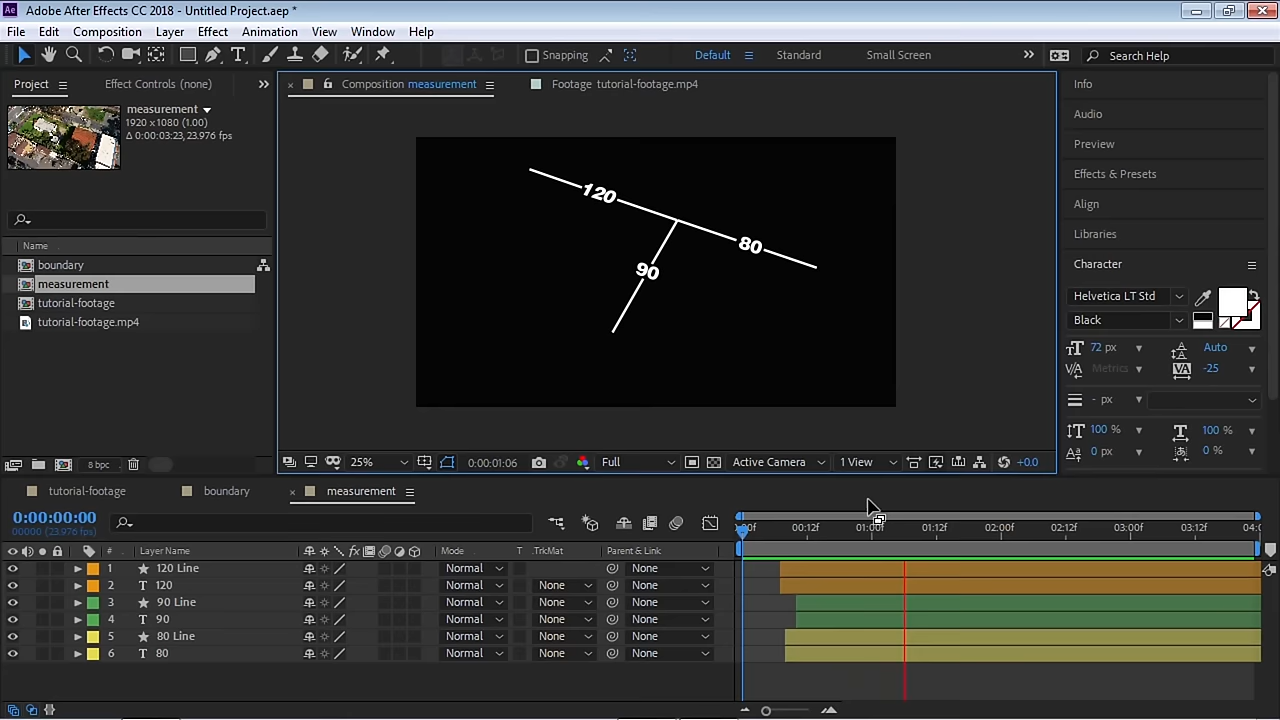 Ae Adobe After Effects CC 2018 - Untitled Project.aep *
File Edit Composition Layer Effect Animation View Window Help
Snapping Default Standard Small Screen Search Help
Project Effect Controls (none)
Composition measurement Footage tutorial-footage.mp4
measurement
1920 x1080 (1.00)
Δ 0:00:03:23, 23.976 fps
Name
boundary
measurement
tutorial-footage
tutorial-footage.mp4
8 bpc
120
80
90
25% 0:00:01:06 Full Active Camera 1 View +0.0
Info
Audio
Preview
Effects & Presets
Align
Libraries
Character
Helvetica LT Std
Black
72 px Auto
Metrics -25
- px
100 % 100 %
0 px 0 %
tutorial-footage boundary measurement
0:00:00:00
00000 (23.976 fps)
:00f 00:12f 01:00f 01:12f 02:00f 02:12f 03:00f 03:12f 04:0
# Layer Name Mode T .TrkMat Parent & Link
1 120 Line Normal None
2 T 120 Normal None None
3 90 Line Normal None None
4 T 90 Normal None None
5 80 Line Normal None None
6 T 80 Normal None None